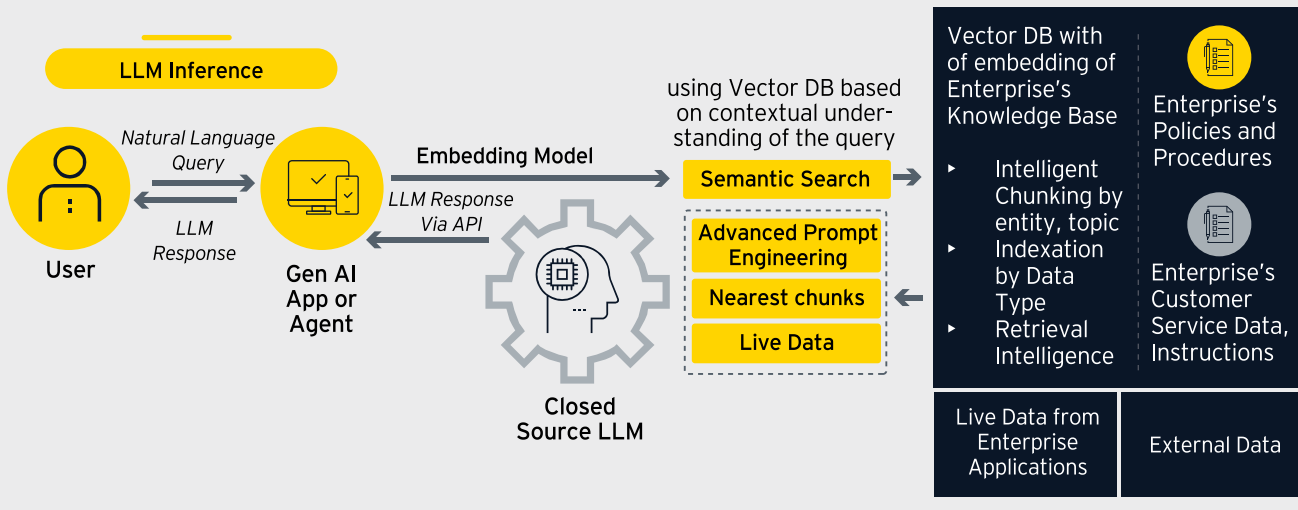 LLM Inference
Natural Language
Query
LLM
Response
User
Gen AI
App or
Agent
Embedding Model
LLM Response
Via API
Closed
Source LLM
using Vector DB based
on contextual under-
standing of the query
Semantic Search
Advanced Prompt
Engineering
Nearest chunks
Live Data
Vector DB with
of embedding of
Enterprise's
Knowledge Base
▸ Intelligent
Chunking by
entity, topic
▸ Indexation
by Data
Type
▸ Retrieval
Intelligence
Enterprise's
Policies and
Procedures
Enterprise's
Customer
Service Data,
Instructions
Live Data from
Enterprise
Applications
External Data